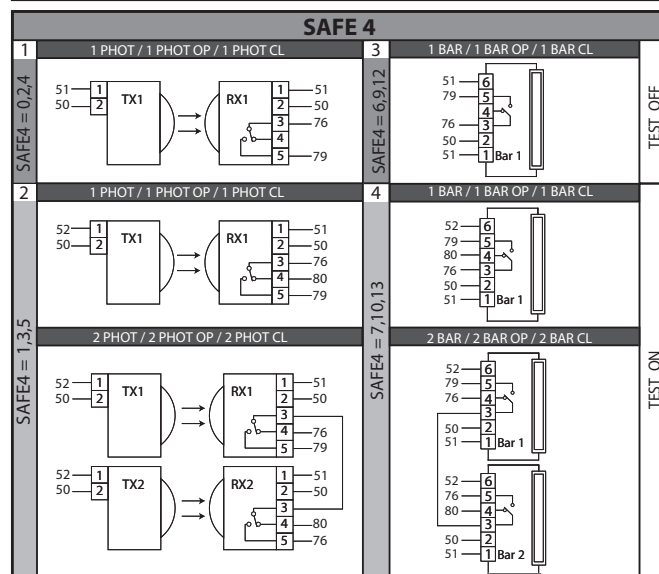 SAFE 4
1
1 PHOT / 1 PHOT OP / 1 PHOT CL
SAFE4 = 0,2,4
51 1
50 2
TX1
RX1
1 51
2 50
3 76
4
5 79
3
1 BAR / 1 BAR OP / 1 BAR CL
SAFE4 = 6,9,12
51 6
79 5
4
76 3
50 2
51 1 Bar 1
TEST OFF
2
1 PHOT / 1 PHOT OP / 1 PHOT CL
SAFE4 = 1,3,5
52 1
50 2
TX1
RX1
1 51
2 50
3 76
4 80
5 79
2 PHOT / 2 PHOT OP / 2 PHOT CL
52 1
50 2
TX1
RX1
1 51
2 50
3
4 76
5 79
52 1
50 2
TX2
RX2
1 51
2 50
3
4 80
5 76
4
1 BAR / 1 BAR OP / 1 BAR CL
SAFE4 = 7,10,13
52 6
79 5
80 4
76 3
50 2
51 1 Bar 1
2 BAR / 2 BAR OP / 2 BAR CL
52 6
79 5
76 4
3
50 2
51 1 Bar 1
52 6
76 5
80 4
3
50 2
51 1 Bar 2
TEST ON